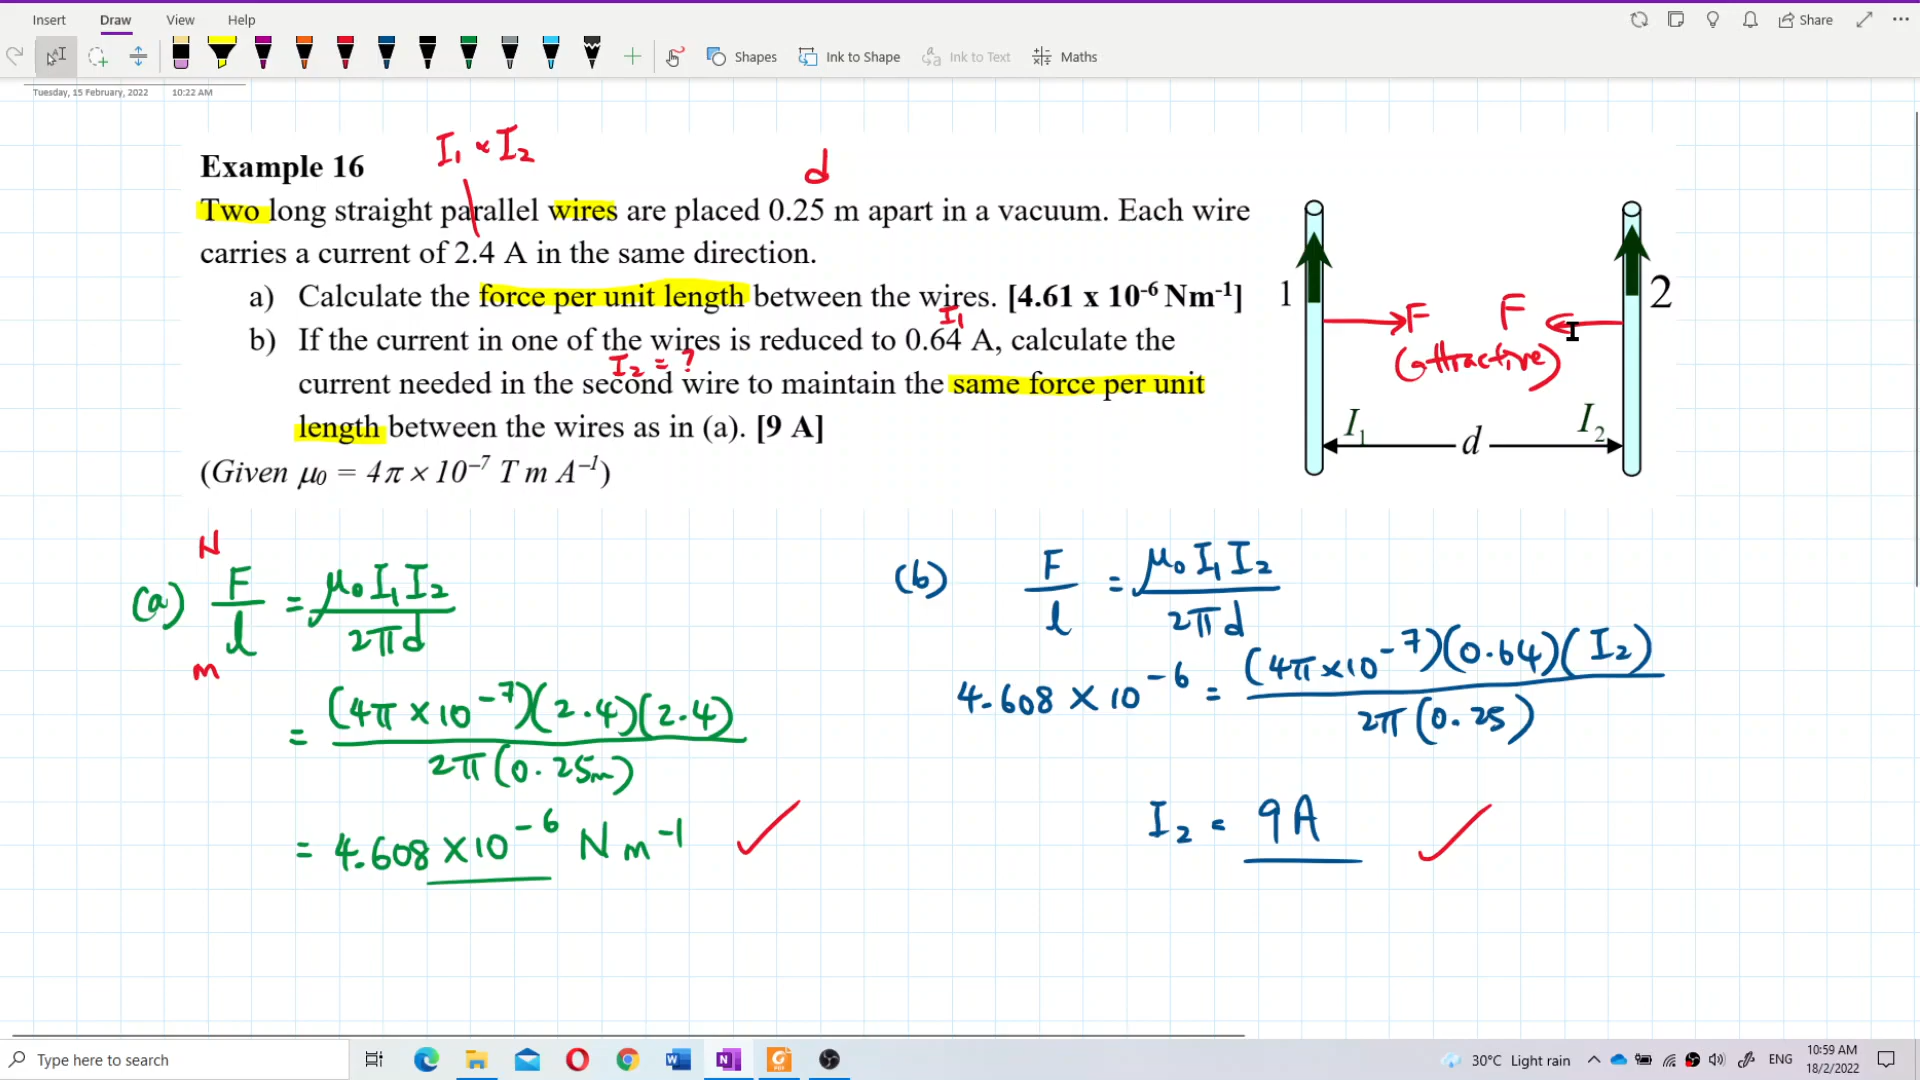 Insert Draw View Help
Share
Shapes Ink to Shape Ink to Text Maths
Tuesday, 15 February, 2022 10:22 AM
I₁ & I₂
d
Example 16
Two long straight parallel wires are placed 0.25 m apart in a vacuum. Each wire
carries a current of 2.4 A in the same direction.
a) Calculate the force per unit length between the wires. [4.61 x 10⁻⁶ Nm⁻¹]
I₁
b) If the current in one of the wires is reduced to 0.64 A, calculate the
I₂ = ?
current needed in the second wire to maintain the same force per unit
length between the wires as in (a). [9 A]
(Given μ₀ = 4π × 10⁻⁷ T m A⁻¹)
1 2
F F
(attractive)
I₁ d I₂
N
(a) F/l = μ₀I₁I₂/2πd
m
= (4π × 10⁻⁷)(2.4)(2.4)/2π(0.25m)
= 4.608 × 10⁻⁶ N m⁻¹
(b) F/l = μ₀I₁I₂/2πd
4.608 × 10⁻⁶ = (4π×10⁻⁷)(0.64)(I₂)/2π(0.25)
I₂ = 9A
Type here to search
30°C Light rain ENG 10:59 AM
18/2/2022